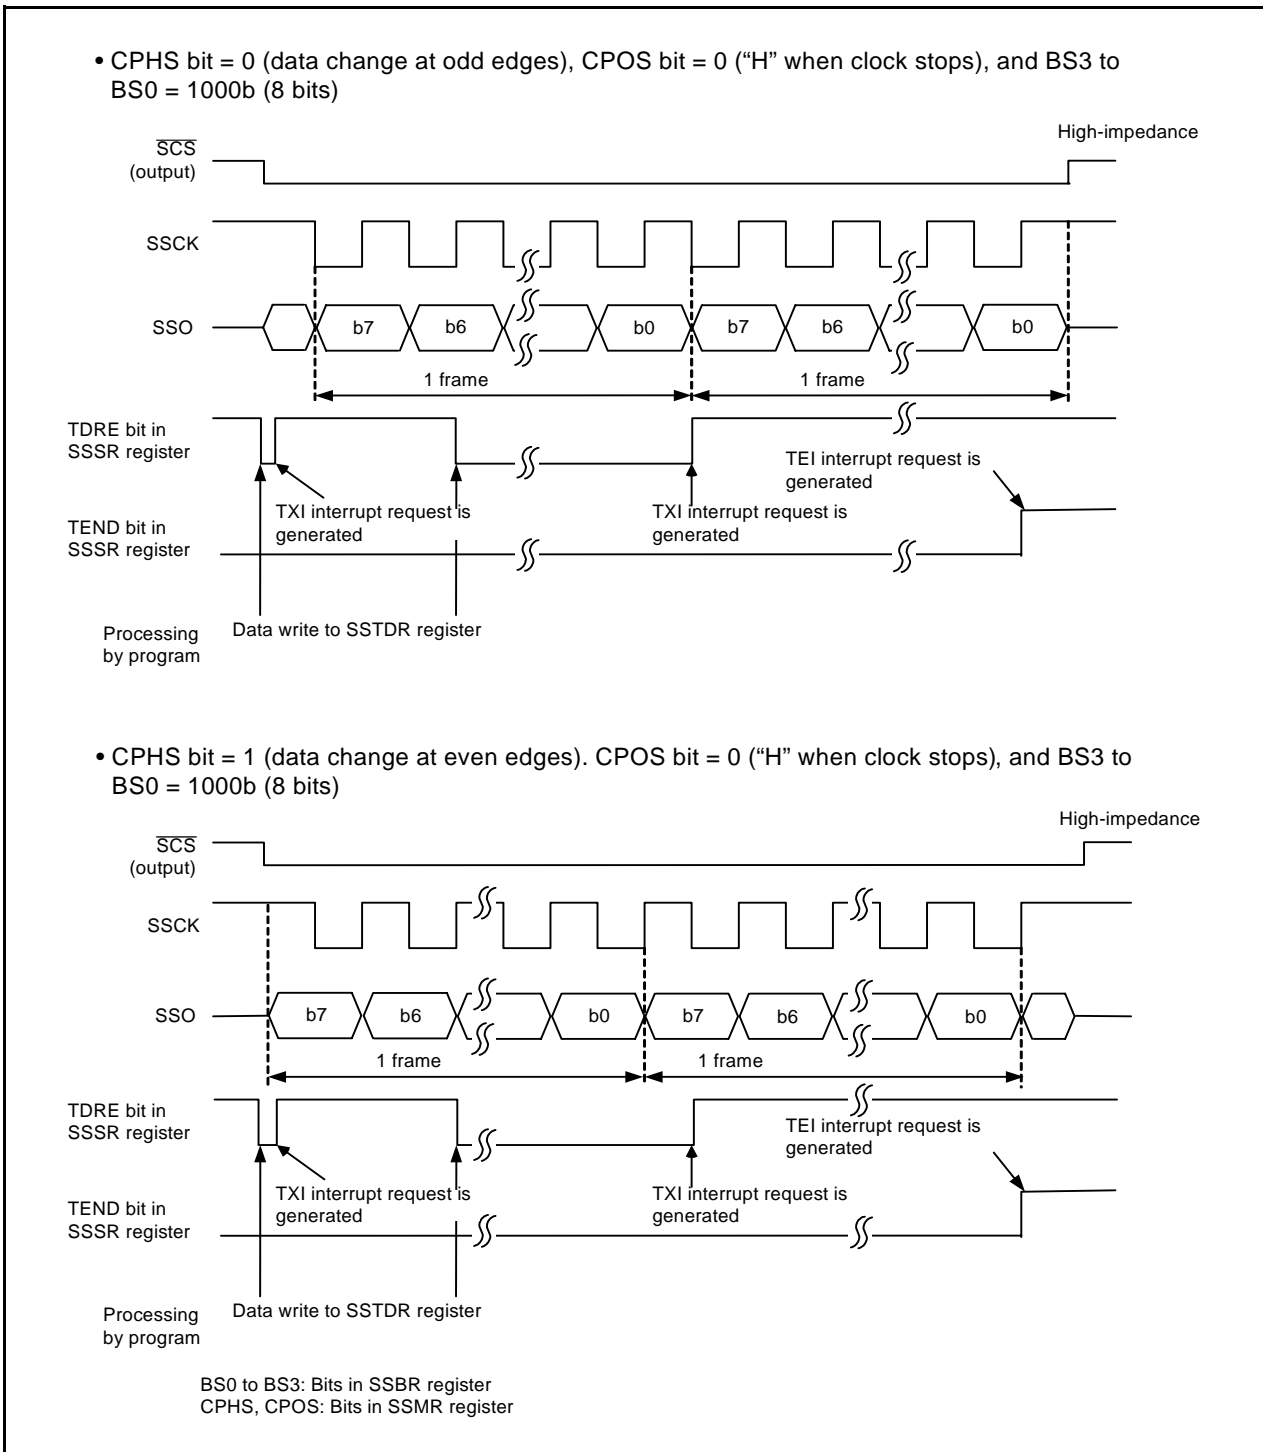 • CPHS bit = 0 (data change at odd edges), CPOS bit = 0 (“H” when clock stops), and BS3 to
BS0 = 1000b (8 bits)
High-impedance
SCS
(output)
SSCK
SSO
b7
b6
b0
b7
b6
b0
1 frame
1 frame
TDRE bit in
SSSR register
TEI interrupt request is
generated
TXI interrupt request is
generated
TXI interrupt request is
generated
TEND bit in
SSSR register
Processing
by program
Data write to SSTDR register
• CPHS bit = 1 (data change at even edges). CPOS bit = 0 (“H” when clock stops), and BS3 to
BS0 = 1000b (8 bits)
High-impedance
SCS
(output)
SSCK
SSO
b7
b6
b0
b7
b6
b0
1 frame
1 frame
TDRE bit in
SSSR register
TEI interrupt request is
generated
TXI interrupt request is
generated
TXI interrupt request is
generated
TEND bit in
SSSR register
Processing
by program
Data write to SSTDR register
BS0 to BS3: Bits in SSBR register
CPHS, CPOS: Bits in SSMR register